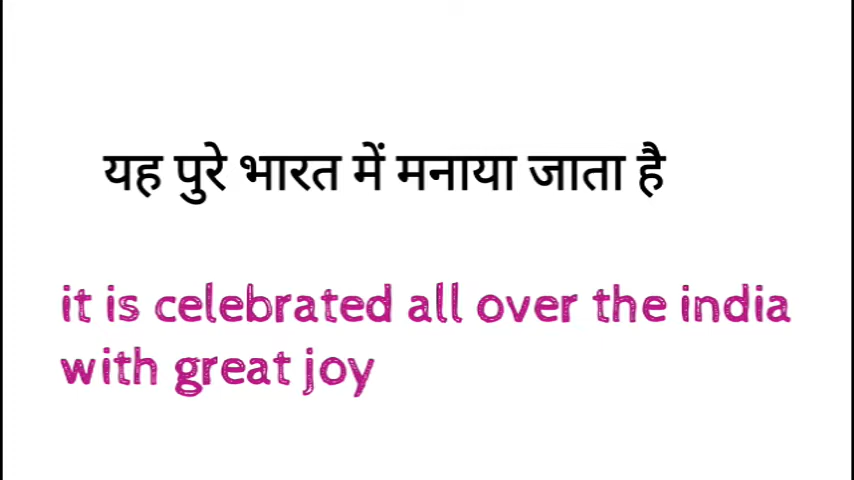 यह पुरे भारत में मनाया जाता है
it is celebrated all over the india
with great joy